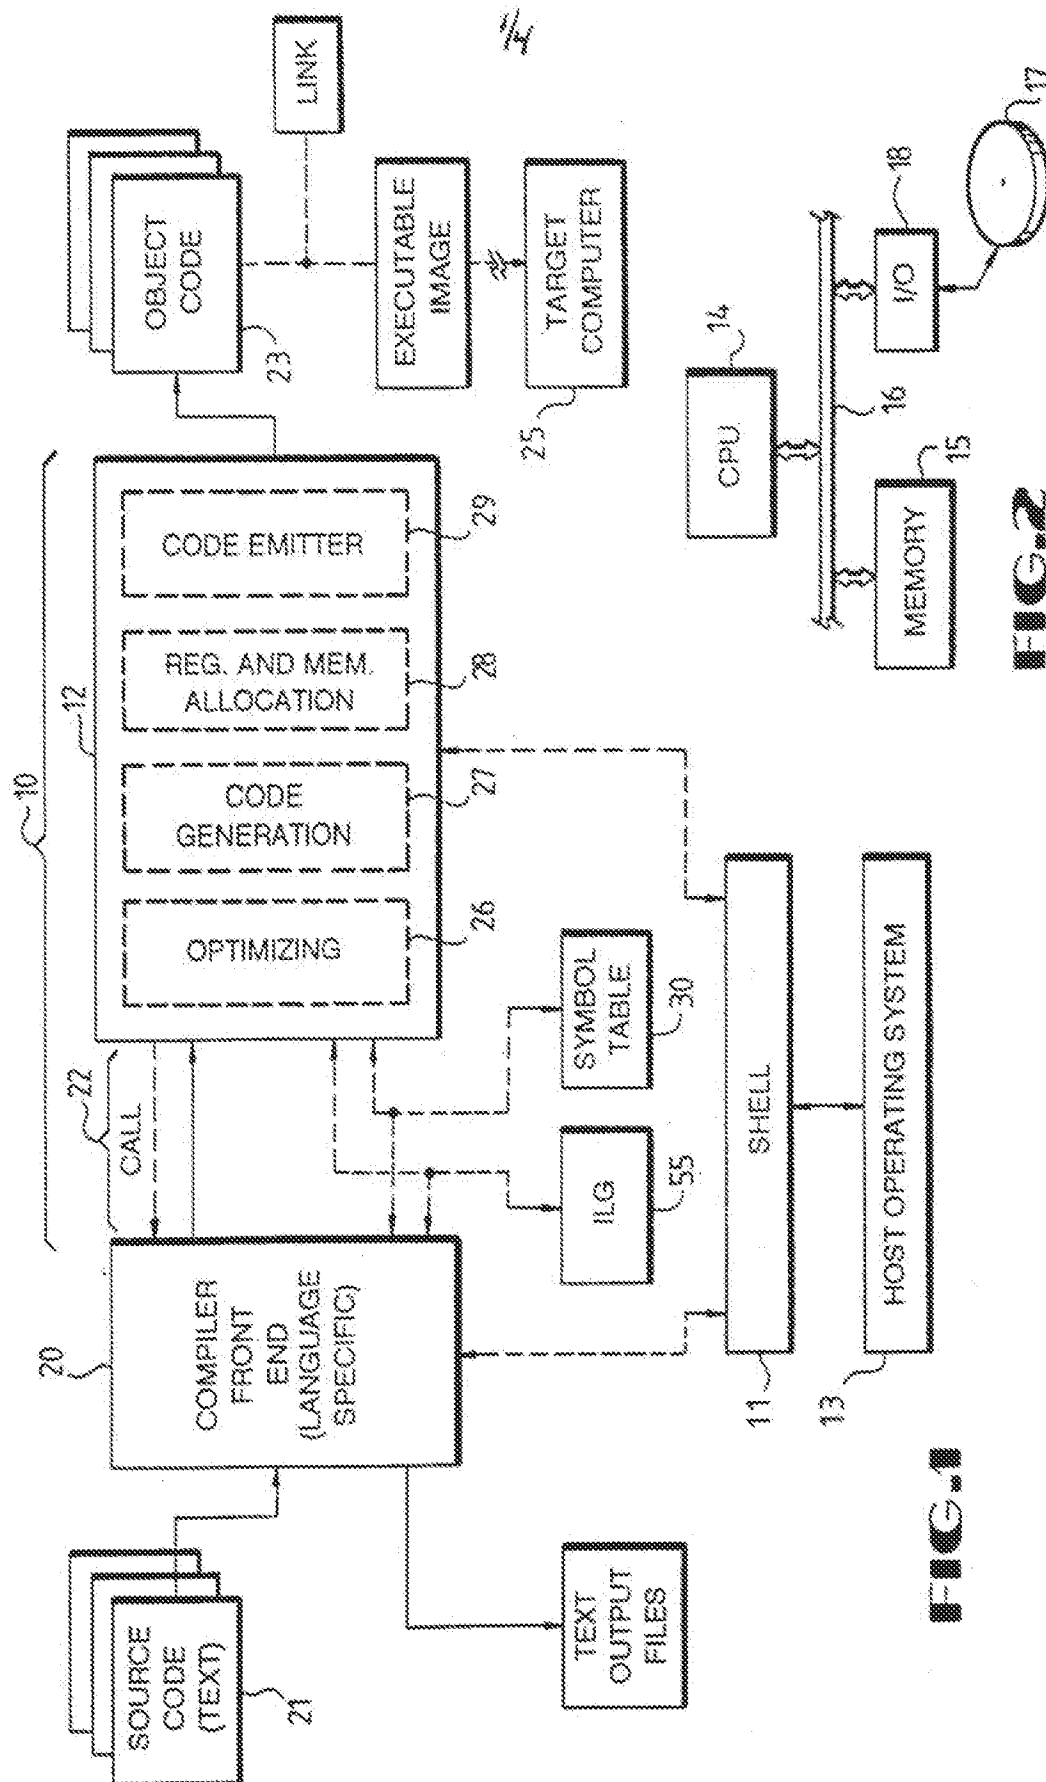 1/4
10
22
12
CALL
SOURCE
CODE
(TEXT)
21
20
COMPILER
FRONT
END
(LANGUAGE
SPECIFIC)
OPTIMIZING
26
CODE
GENERATION
27
REG. AND MEM.
ALLOCATION
28
CODE EMITTER
29
OBJECT
CODE
23
LINK
EXECUTABLE
IMAGE
TARGET
COMPUTER
25
TEXT
OUTPUT
FILES
ILG
55
SYMBOL
TABLE
30
SHELL
11
HOST OPERATING SYSTEM
13
FIG.1
CPU
14
16
MEMORY
15
I/O
18
17
FIG.2